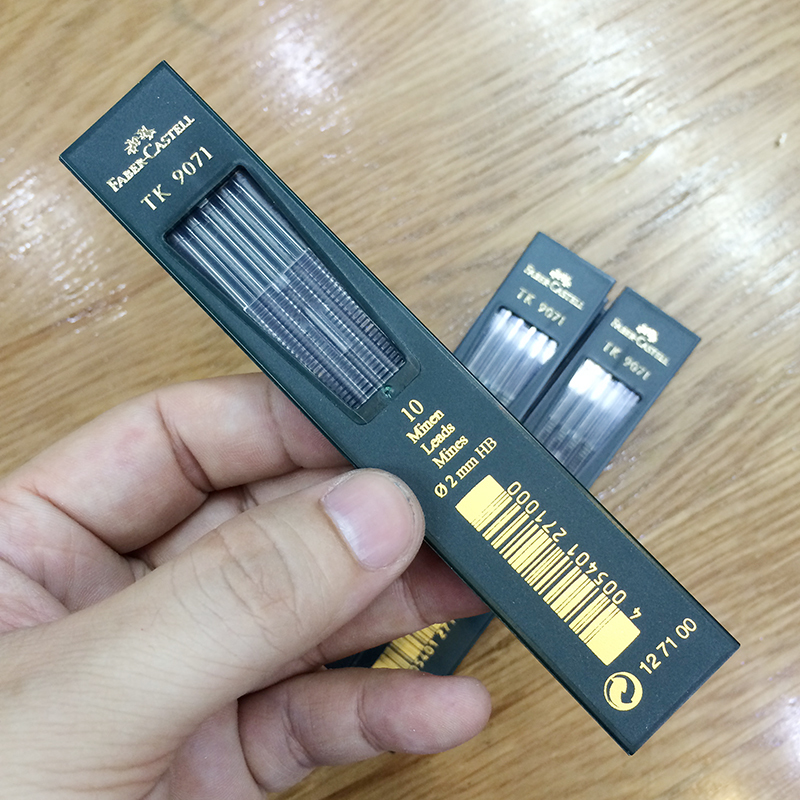 FABER-CASTELL
TK 9071
10
Minen
Leads
Mines
Ø 2 mm HB
4 005401 271000
12 71 00
FABER-CASTELL
TK 9071
FABER-CASTELL
TK 9071